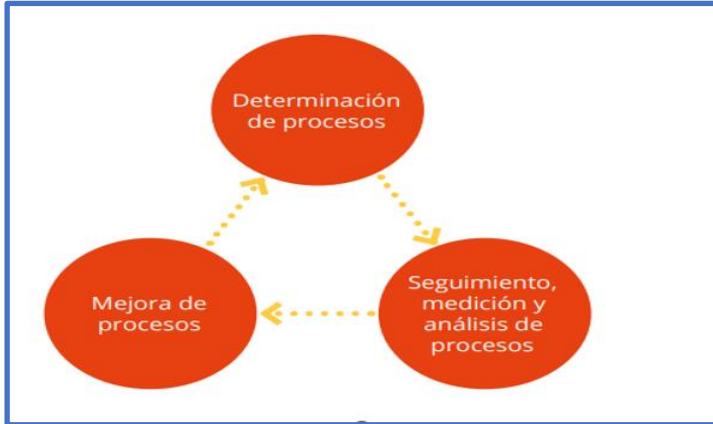 Determinación
de procesos
Seguimiento,
medición y
análisis de
procesos
Mejora de
procesos